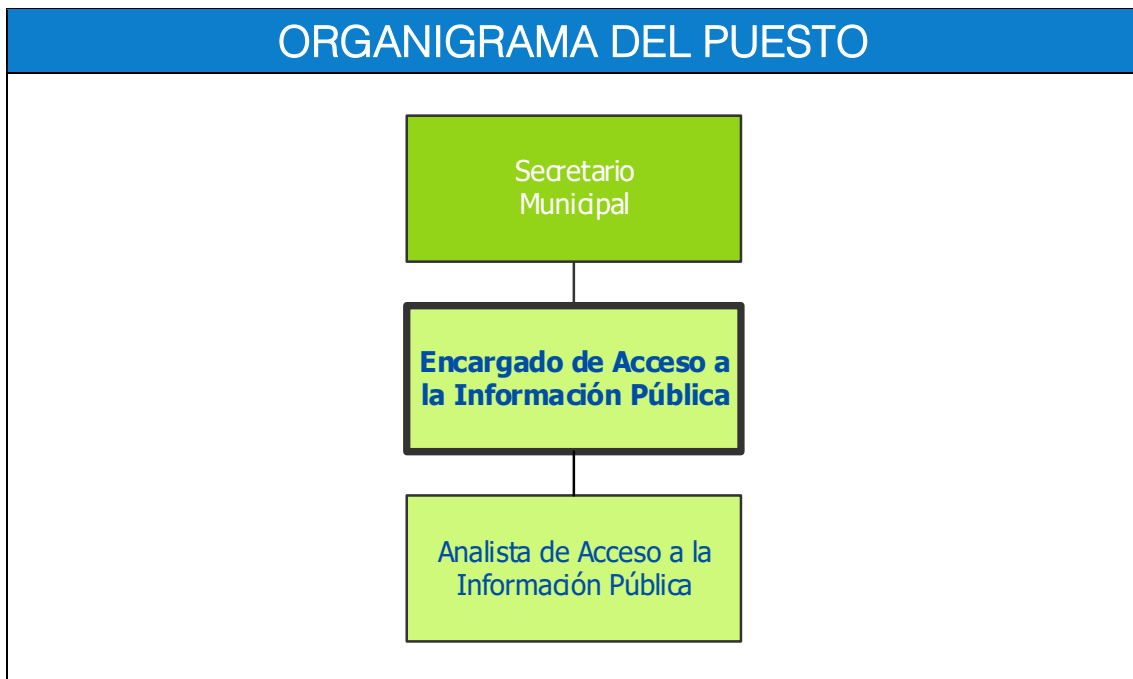 ORGANIGRAMA DEL PUESTO
Secretario
Municipal
Encargado de Acceso a
la Información Pública
Analista de Acceso a la
Información Pública